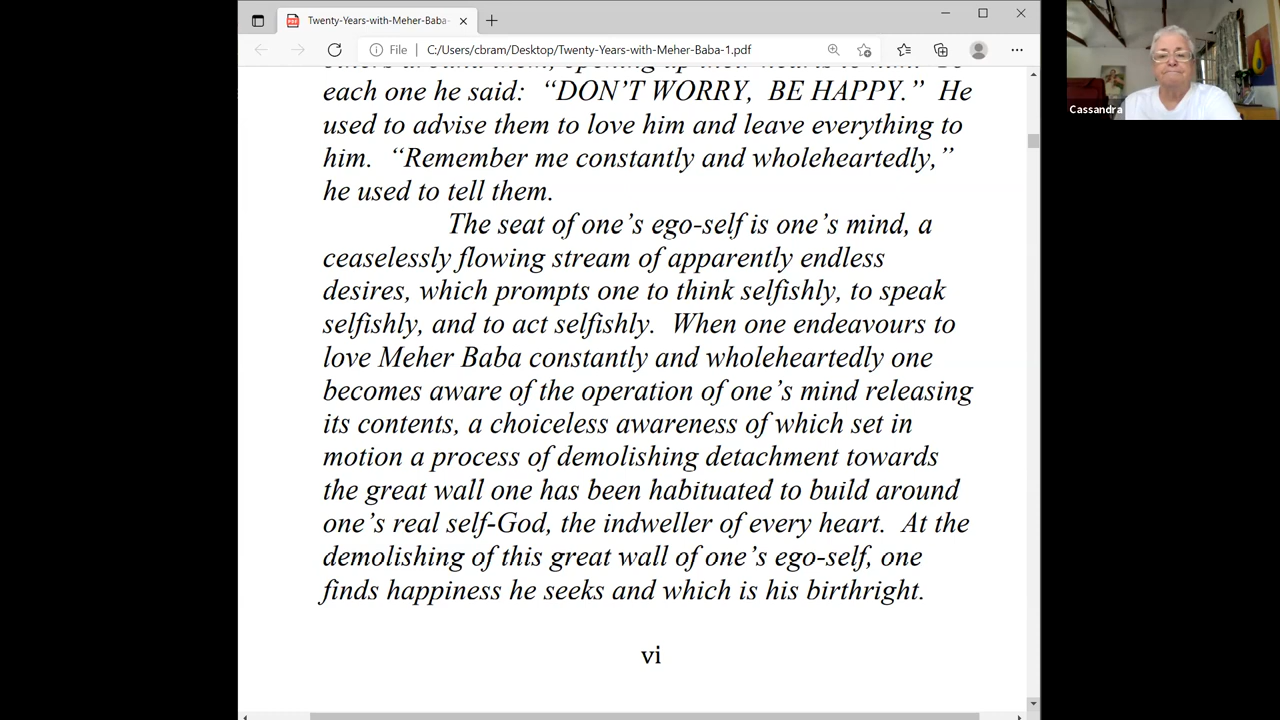 Twenty-Years-with-Meher-Baba-
File
C:/Users/cbram/Desktop/Twenty-Years-with-Meher-Baba-1.pdf
Cassandra
each one he said: “DON’T WORRY, BE HAPPY.” He
used to advise them to love him and leave everything to
him. “Remember me constantly and wholeheartedly,”
he used to tell them.
The seat of one’s ego-self is one’s mind, a
ceaselessly flowing stream of apparently endless
desires, which prompts one to think selfishly, to speak
selfishly, and to act selfishly. When one endeavours to
love Meher Baba constantly and wholeheartedly one
becomes aware of the operation of one’s mind releasing
its contents, a choiceless awareness of which set in
motion a process of demolishing detachment towards
the great wall one has been habituated to build around
one’s real self-God, the indweller of every heart. At the
demolishing of this great wall of one’s ego-self, one
finds happiness he seeks and which is his birthright.
vi